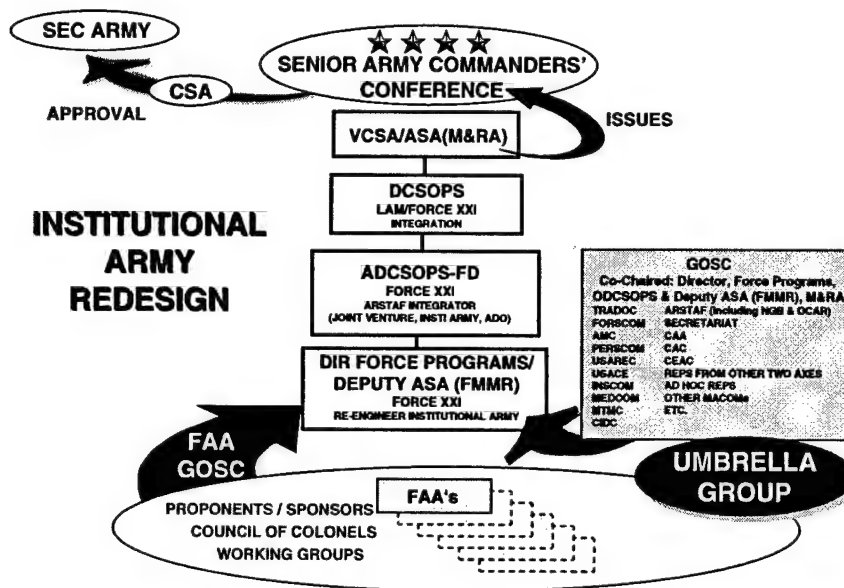 SEC ARMY
SENIOR ARMY COMMANDERS'
CONFERENCE
CSA
APPROVAL
ISSUES
VCSA/ASA(M&RA)
DCSOPS
LAM/FORCE XXI
INTEGRATION
INSTITUTIONAL
ARMY
REDESIGN
ADCSOPS-FD
FORCE XXI
ARSTAF INTEGRATOR
(JOINT VENTURE, INSTI ARMY, ADO)
DIR FORCE PROGRAMS/
DEPUTY ASA (FMMR)
FORCE XXI
RE-ENGINEER INSTITUTIONAL ARMY
GOSC
Co-Chaired: Director, Force Programs,
ODCSOPS & Deputy ASA (FMMR), M&RA
TRADOC ARSTAF (Including NGB & OCAR)
FORSCOM SECRETARIAT
AMC CAA
PERSCOM CAC
USAREC CEAC
USACE REPS FROM OTHER TWO AXES
INSCOM AD HOC REPS
MEDCOM OTHER MACOMs
MTMC ETC.
CIDC
FAA
GOSC
UMBRELLA
GROUP
FAA's
PROPONENTS / SPONSORS
COUNCIL OF COLONELS
WORKING GROUPS